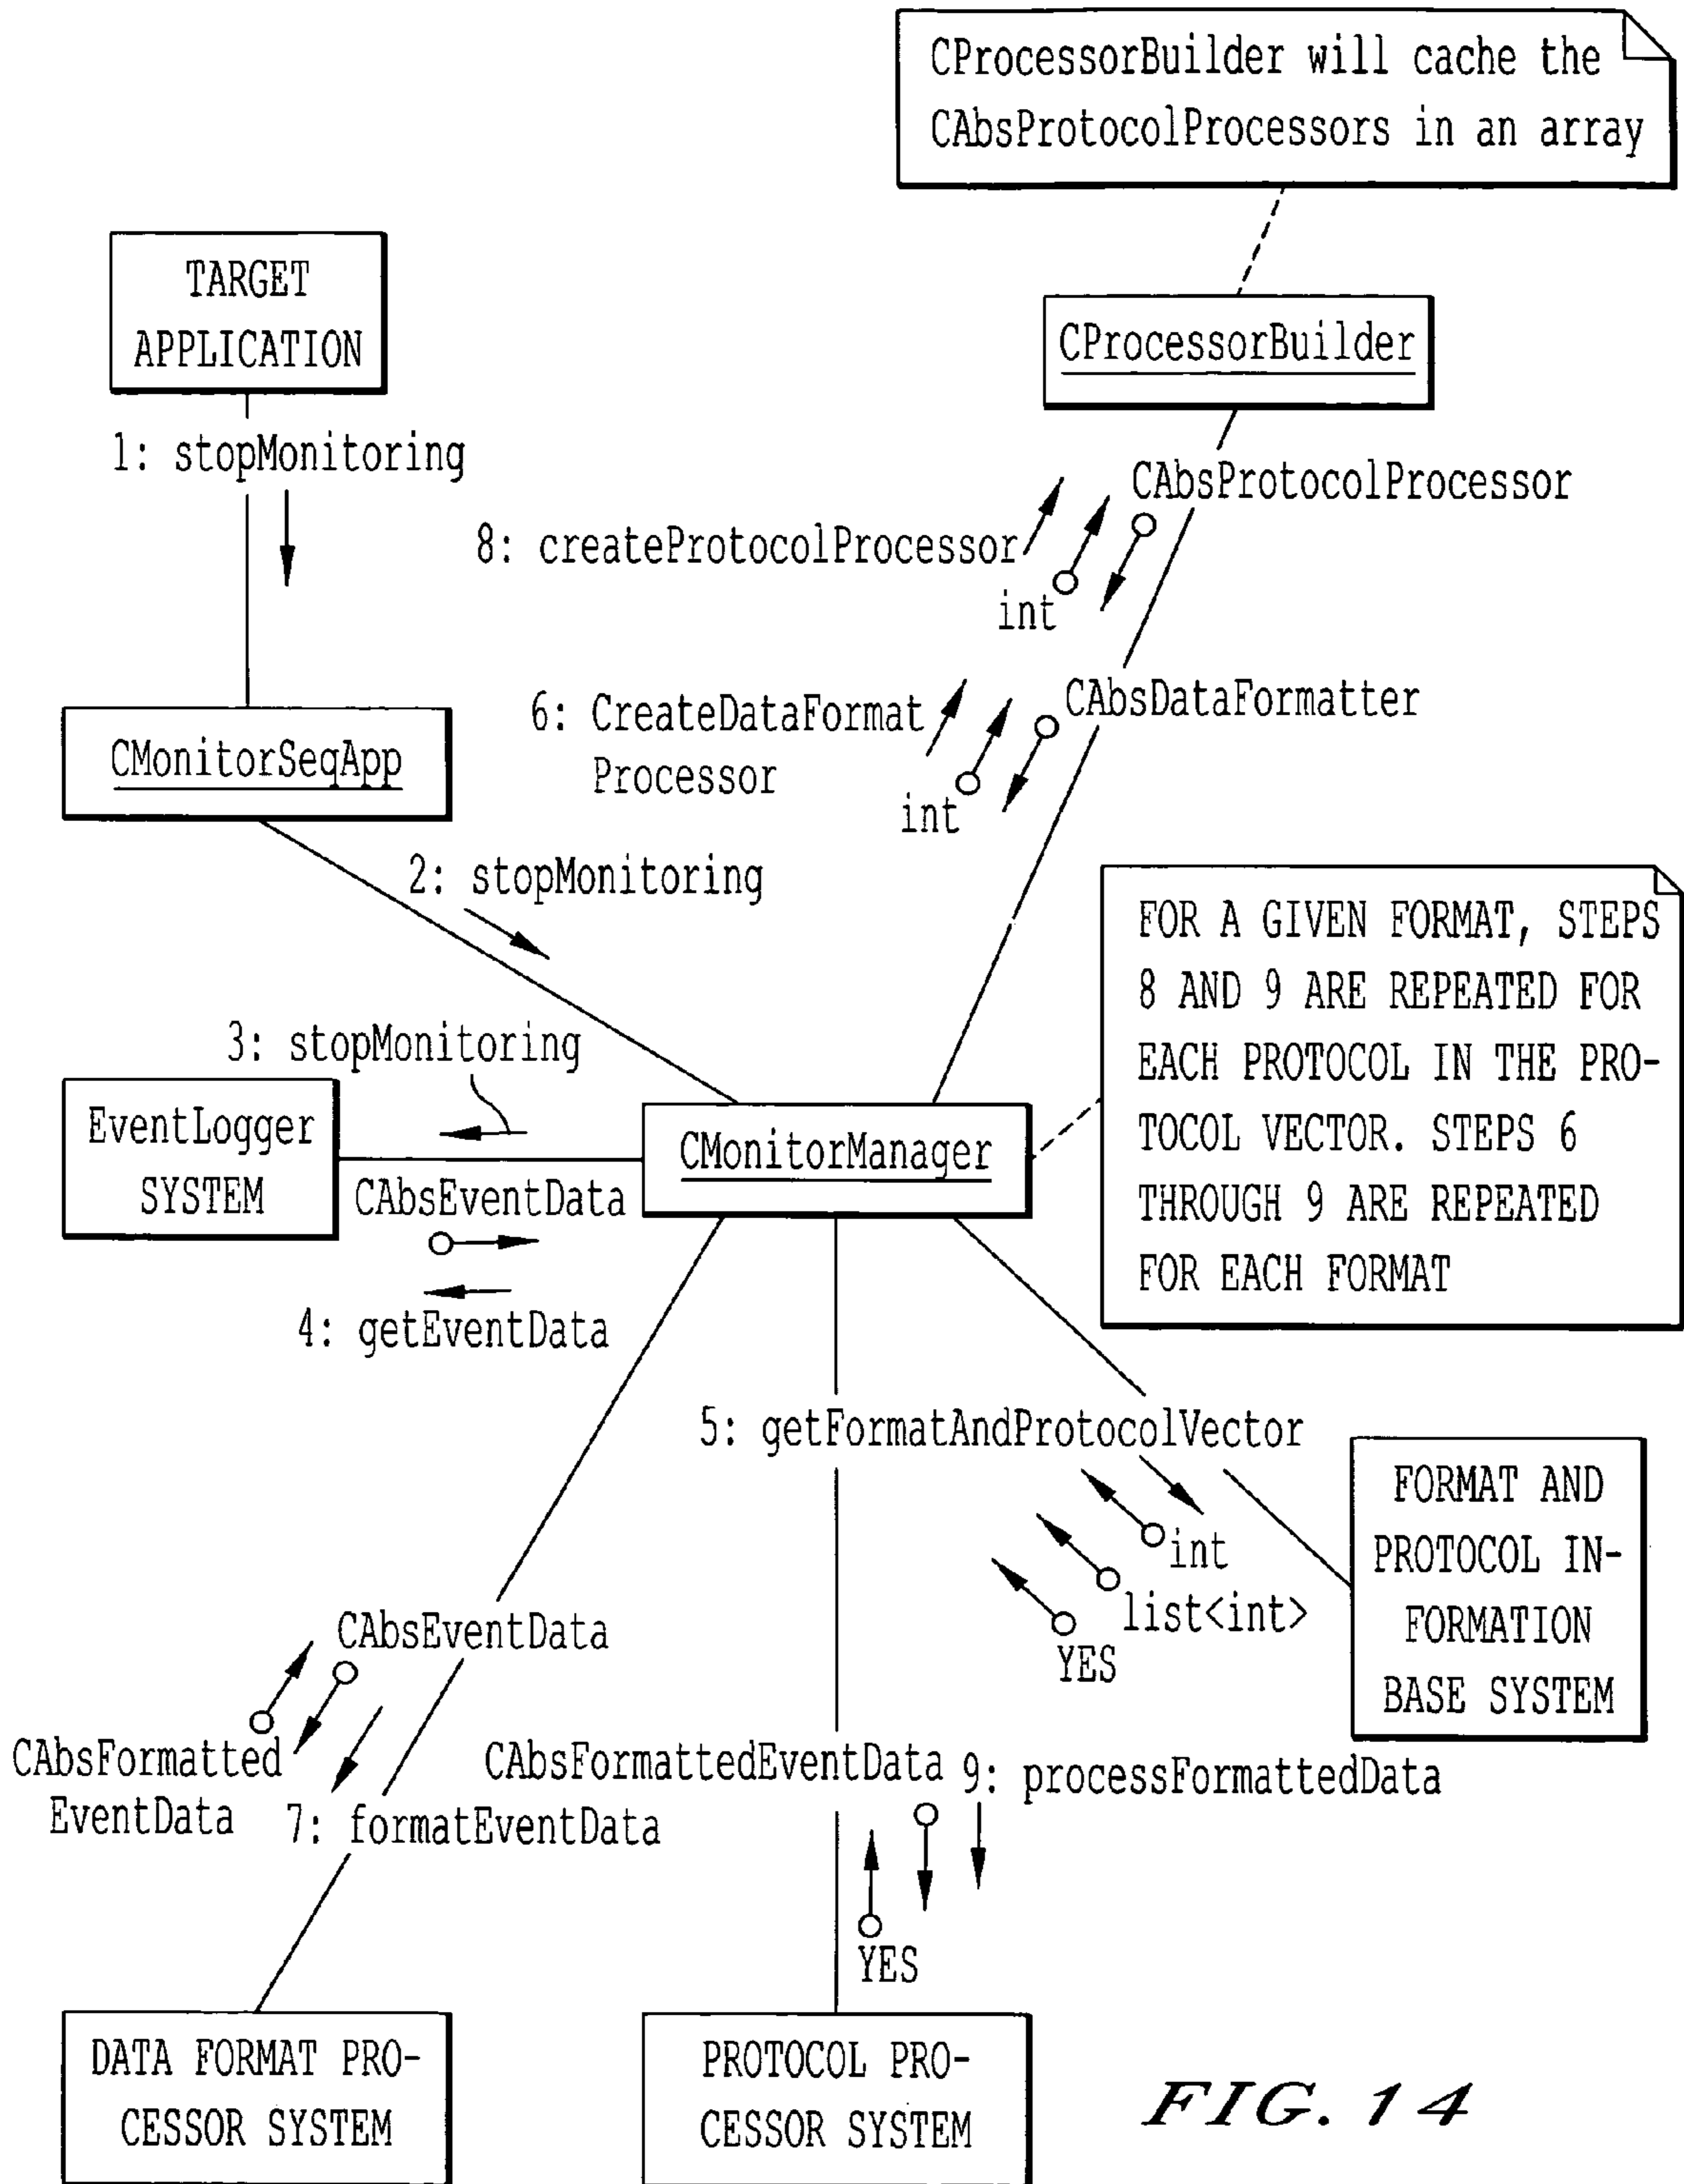 CProcessorBuilder will cache the
CAbsProtocolProcessors in an array
TARGET
APPLICATION
CProcessorBuilder
1: stopMonitoring
CAbsProtocolProcessor
8: createProtocolProcessor
int
CAbsDataFormatter
6: CreateDataFormat
Processor
int
CMonitorSeqApp
2: stopMonitoring
FOR A GIVEN FORMAT, STEPS
8 AND 9 ARE REPEATED FOR
EACH PROTOCOL IN THE PRO-
TOCOL VECTOR. STEPS 6
THROUGH 9 ARE REPEATED
FOR EACH FORMAT
3: stopMonitoring
EventLogger
SYSTEM
CMonitorManager
CAbsEventData
4: getEventData
5: getFormatAndProtocolVector
int
list<int>
YES
FORMAT AND
PROTOCOL IN-
FORMATION
BASE SYSTEM
CAbsEventData
CAbsFormatted
EventData
7: formatEventData
CAbsFormattedEventData
9: processFormattedData
YES
DATA FORMAT PRO-
CESSOR SYSTEM
PROTOCOL PRO-
CESSOR SYSTEM
FIG. 14